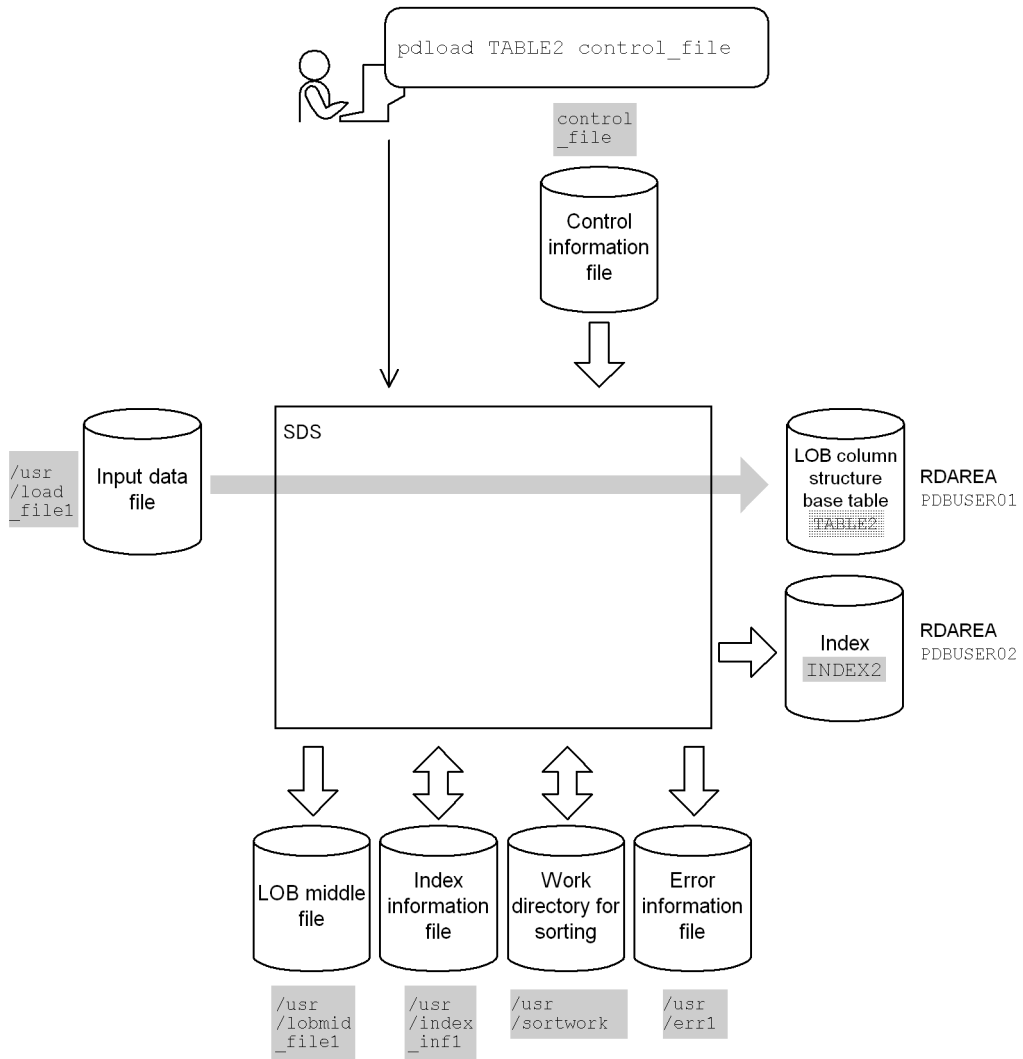 pdload TABLE2 control_file
control
_file
Control
information
file
SDS
/usr
/load
_file1
Input data
file
LOB column
structure
base table
TABLE2
RDAREA
PDBUSER01
Index
INDEX2
RDAREA
PDBUSER02
LOB middle
file
Index
information
file
Work
directory for
sorting
Error
information
file
/usr
/lobmid
_file1
/usr
/index
_inf1
/usr
/sortwork
/usr
/err1